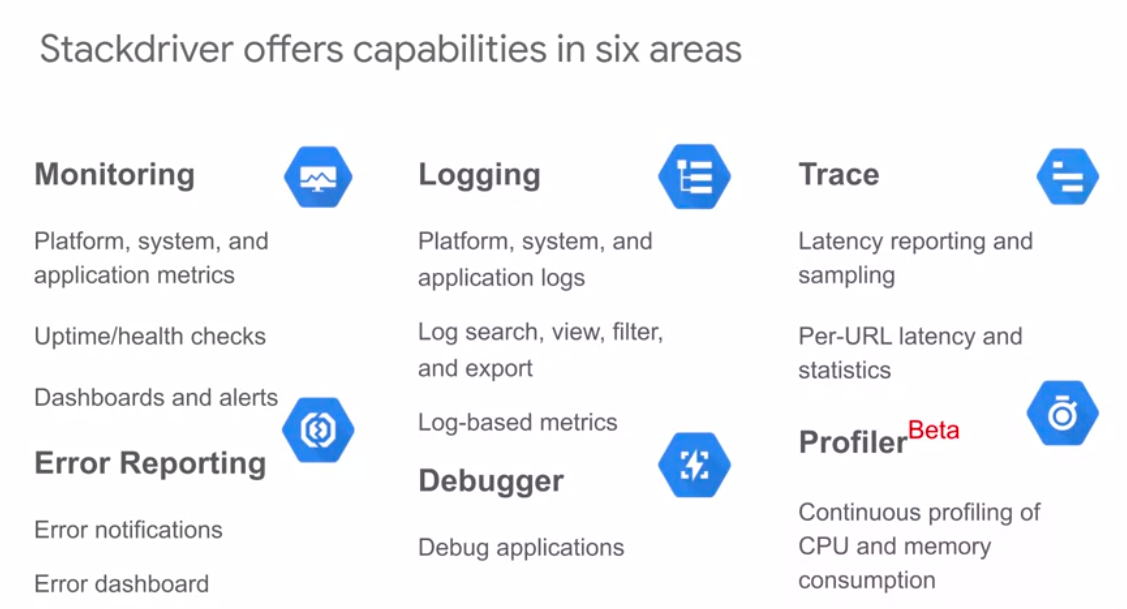 Stackdriver offers capabilities in six areas
Monitoring
Platform, system, and
application metrics
Uptime/health checks
Dashboards and alerts
Error Reporting
Error notifications
Error dashboard
Logging
Platform, system, and
application logs
Log search, view, filter,
and export
Log-based metrics
Debugger
Debug applications
Trace
Latency reporting and
sampling
Per-URL latency and
statistics
Profiler Beta
Continuous profiling of
CPU and memory
consumption